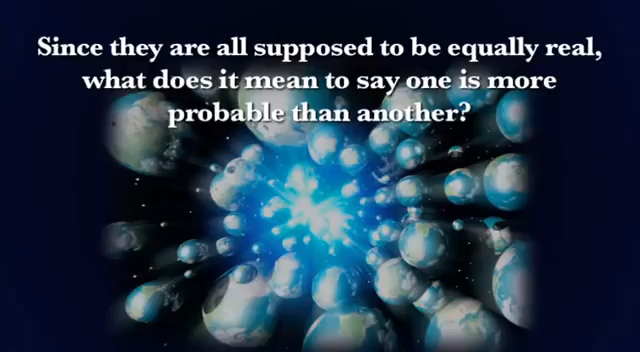 Since they are all supposed to be equally real,
what does it mean to say one is more
probable than another?